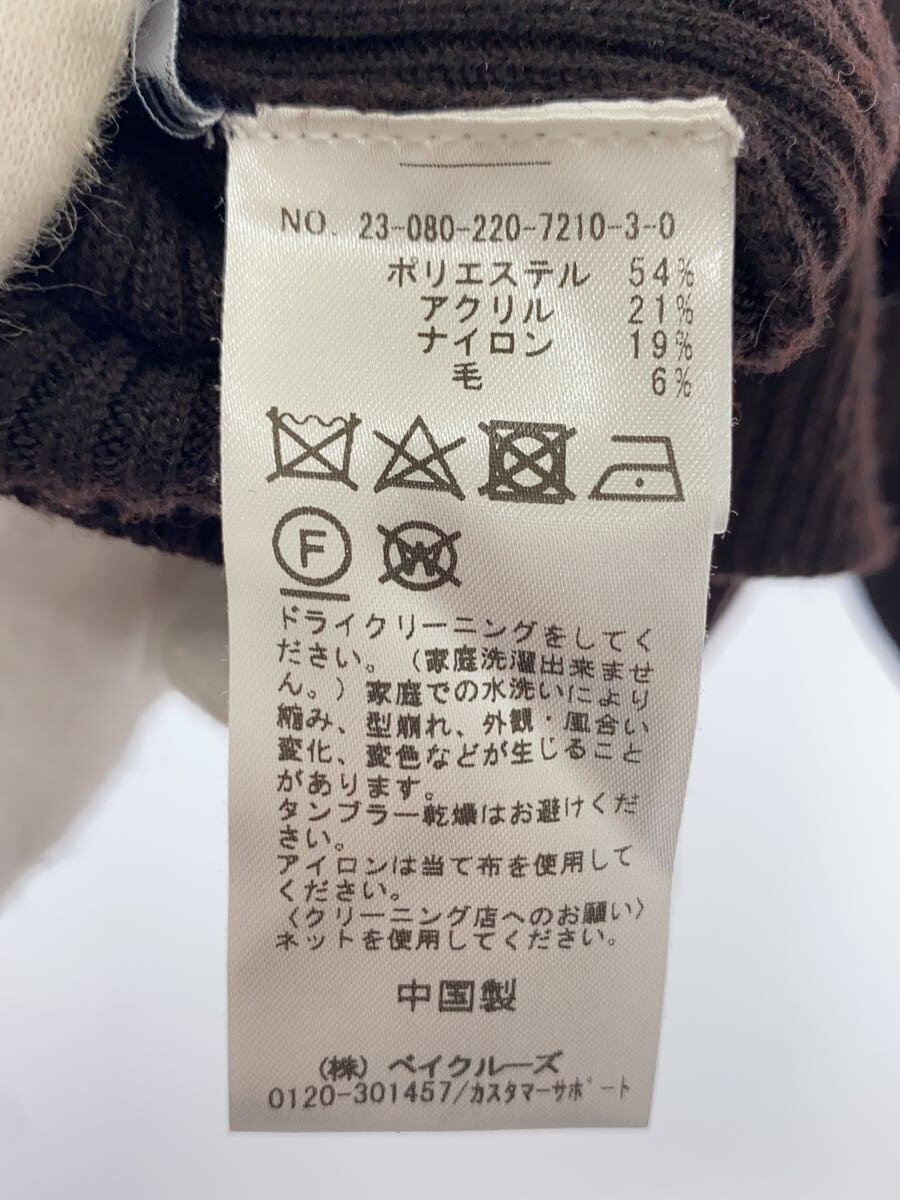 NO. 23-080-220-7210-3-0
ポリエステル 54%
アクリル 21%
ナイロン 19%
毛 6%
F
W
ドライクリーニングをしてく
ださい。（家庭洗濯出来ませ
ん。）家庭での水洗いにより
縮み、型崩れ、外観・風合い
変化、変色などが生じること
があります。
タンブラー乾燥はお避けくだ
さい。
アイロンは当て布を使用して
ください。
〈クリーニング店へのお願い〉
ネットを使用してください。
中国製
（株）ベイクルーズ
0120-301457/カスタマーサポート